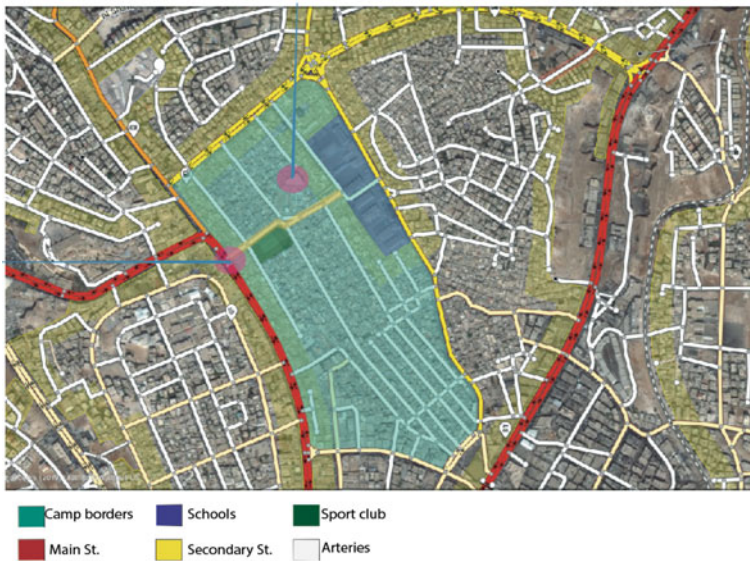 Camp borders
Schools
Sport club
Main St.
Secondary St.
Arteries